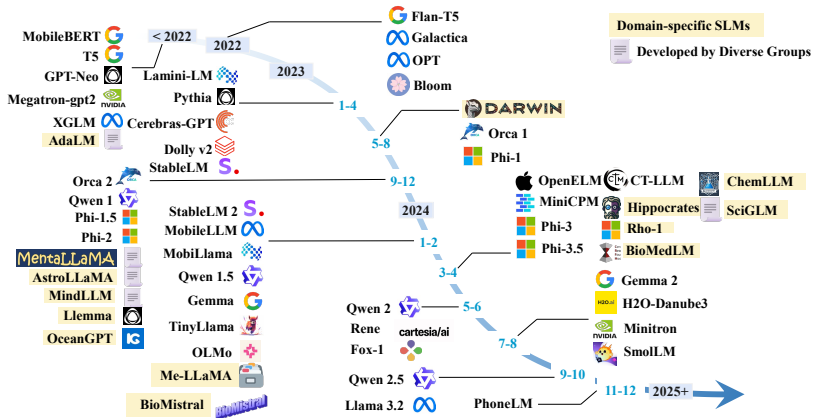 Flan-T5
Domain-specific SLMs
MobileBERT
< 2022
2022
Galactica
T5
Developed by Diverse Groups
OPT
GPT-Neo
Lamini-LM
2023
Bloom
Megatron-gpt2
NVIDIA
Pythia
1-4
DARWIN
XGLM
Cerebras-GPT
Orca 1
AdaLM
Dolly v2
5-8
Phi-1
StableLM
S.
Orca 2
9-12
OpenELM
CT-LLM
ChemLLM
Qwen 1
MiniCPM
Hippocrates
SciGLM
Phi-1.5
StableLM 2
S.
2024
Phi-3
Rho-1
Phi-2
MobileLLM
1-2
Phi-3.5
BioMedLM
MentaLLaMA
MobiLlama
3-4
AstroLLaMA
Qwen 1.5
Gemma 2
MindLLM
Gemma
Qwen 2
5-6
H2O.ai
H2O-Danube3
Llemma
TinyLlama
Rene
cartesia/ai
NVIDIA
Minitron
OceanGPT
IG
OLMo
Fox-1
7-8
SmolLM
Me-LLaMA
Qwen 2.5
9-10
BioMistral
BioMistral
Llama 3.2
PhoneLM
11-12
2025+